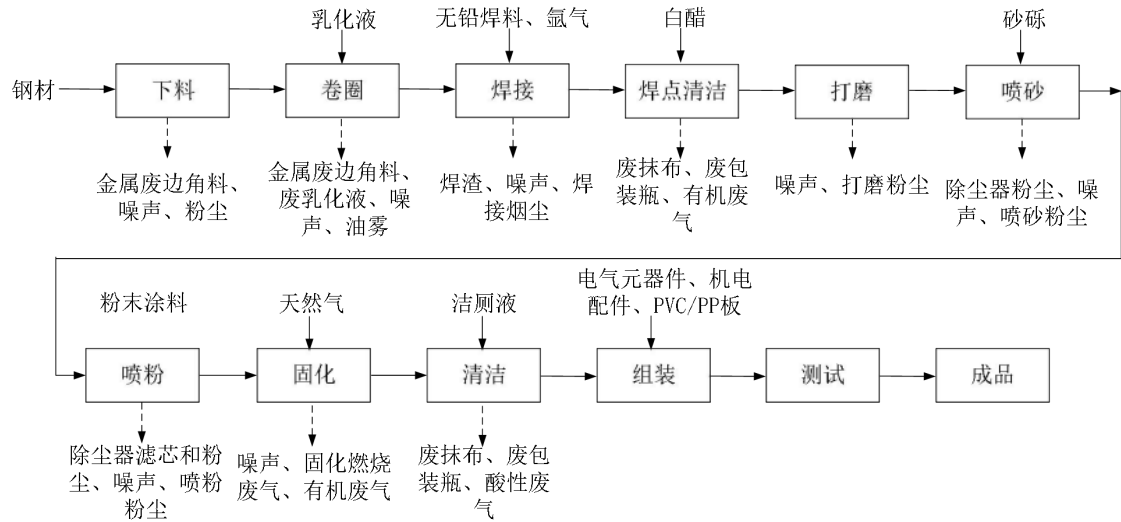 乳化液
无铅焊料、氩气
白醋
砂砾
钢材
下料
卷圈
焊接
焊点清洁
打磨
喷砂
金属废边角料、
噪声、粉尘
金属废边角料、
废乳化液、噪
声、油雾
焊渣、噪声、焊
接烟尘
废抹布、废包
装瓶、有机废
气
噪声、打磨粉尘
除尘器粉尘、噪
声、喷砂粉尘
粉末涂料
天然气
洁厕液
电气元器件、机电
配件、PVC/PP板
喷粉
固化
清洁
组装
测试
成品
除尘器滤芯和粉
尘、噪声、喷粉
粉尘
噪声、固化燃烧
废气、有机废气
废抹布、废包
装瓶、酸性废
气